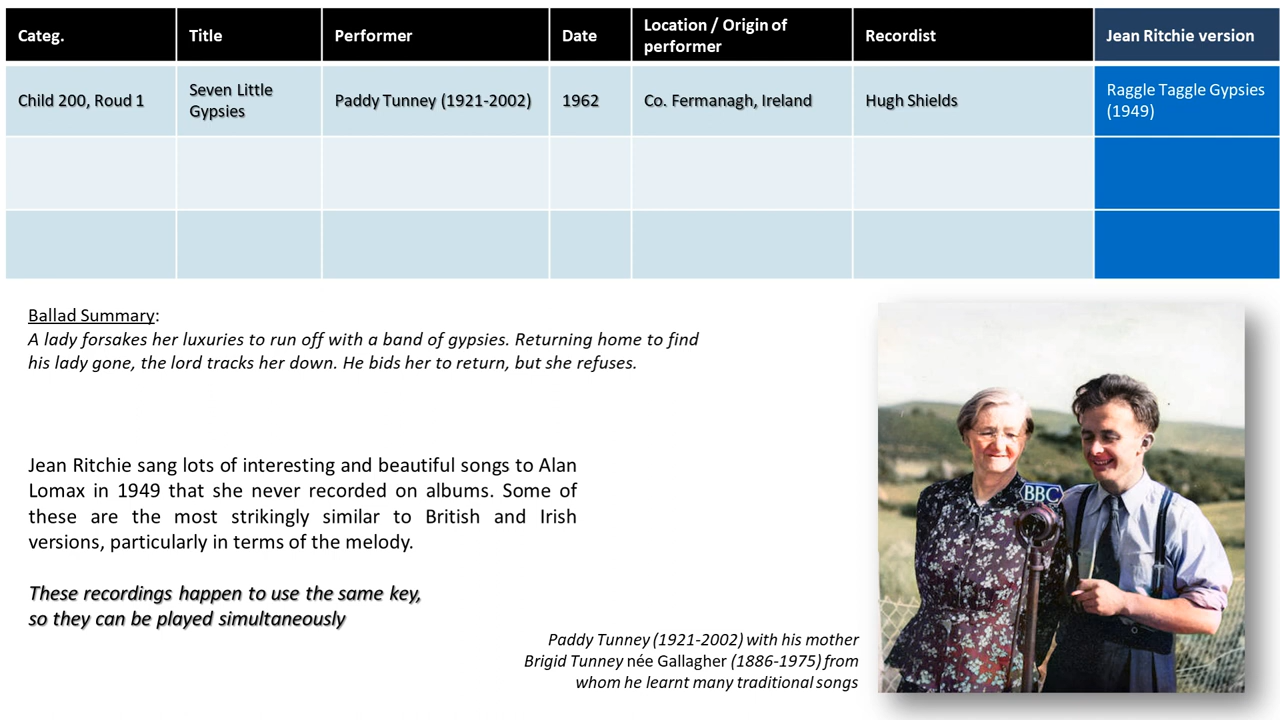 Categ.
Title
Performer
Date
Location / Origin of
performer
Recordist
Jean Ritchie version
Child 200, Roud 1
Seven Little
Gypsies
Paddy Tunney (1921-2002)
1962
Co. Fermanagh, Ireland
Hugh Shields
Raggle Taggle Gypsies
(1949)
Ballad Summary:
A lady forsakes her luxuries to run off with a band of gypsies. Returning home to find
his lady gone, the lord tracks her down. He bids her to return, but she refuses.
Jean Ritchie sang lots of interesting and beautiful songs to Alan
Lomax in 1949 that she never recorded on albums. Some of
these are the most strikingly similar to British and Irish
versions, particularly in terms of the melody.
These recordings happen to use the same key,
so they can be played simultaneously
BBC
Paddy Tunney (1921-2002) with his mother
Brigid Tunney née Gallagher (1886-1975) from
whom he learnt many traditional songs